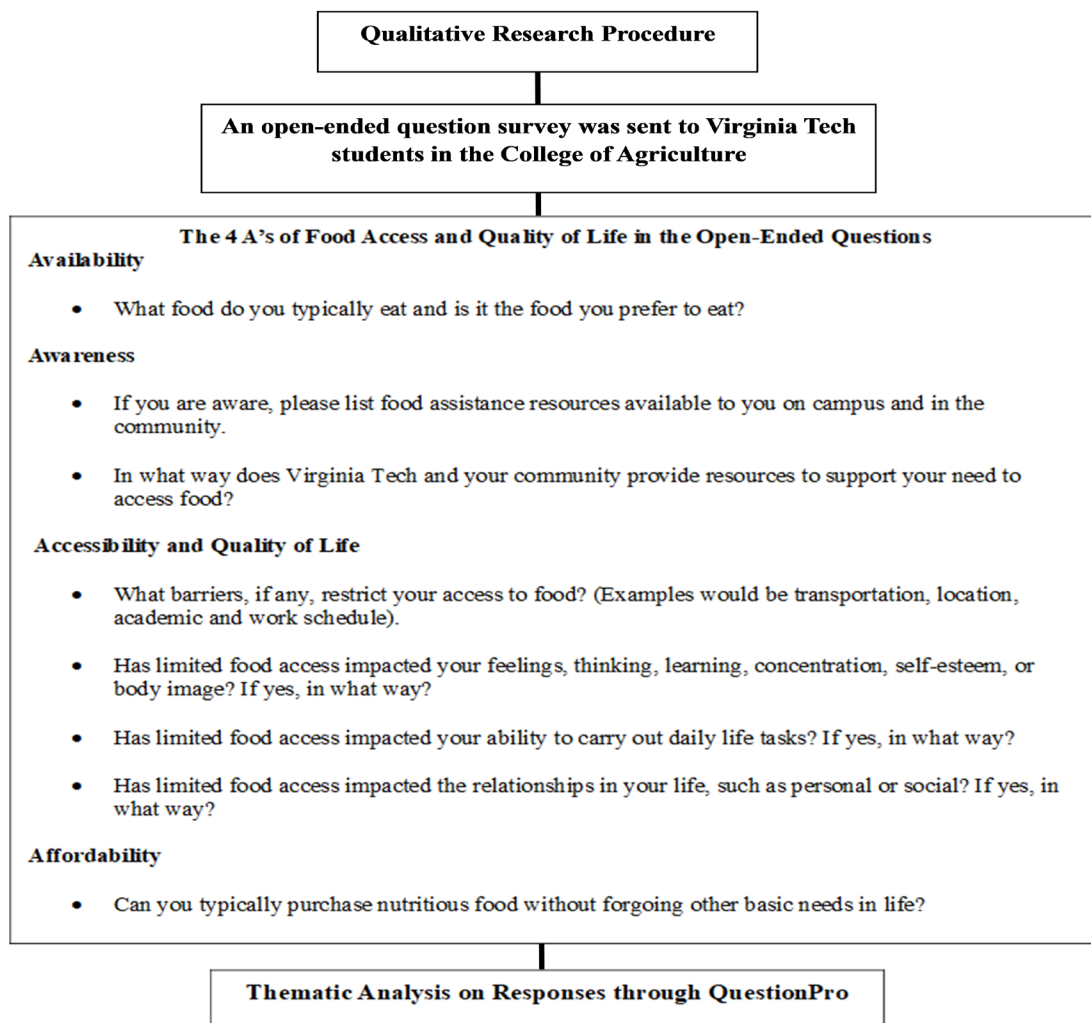 Qualitative Research Procedure
An open-ended question survey was sent to Virginia Tech
students in the College of Agriculture
The 4 A's of Food Access and Quality of Life in the Open-Ended Questions
Availability
• What food do you typically eat and is it the food you prefer to eat?
Awareness
• If you are aware, please list food assistance resources available to you on campus and in the
community.
• In what way does Virginia Tech and your community provide resources to support your need to
access food?
Accessibility and Quality of Life
• What barriers, if any, restrict your access to food? (Examples would be transportation, location,
academic and work schedule).
• Has limited food access impacted your feelings, thinking, learning, concentration, self-esteem, or
body image? If yes, in what way?
• Has limited food access impacted your ability to carry out daily life tasks? If yes, in what way?
• Has limited food access impacted the relationships in your life, such as personal or social? If yes, in
what way?
Affordability
• Can you typically purchase nutritious food without forgoing other basic needs in life?
Thematic Analysis on Responses through QuestionPro